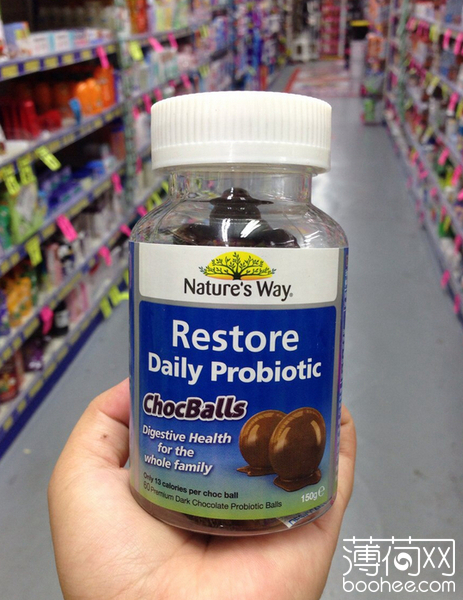 Nature's Way®
Restore
Daily Probiotic
ChocBalls
Digestive Health
for the
whole family
Only 13 calories per choc ball
Premium Dark Chocolate Probiotic Balls
150g e
薄荷网
boohee.com